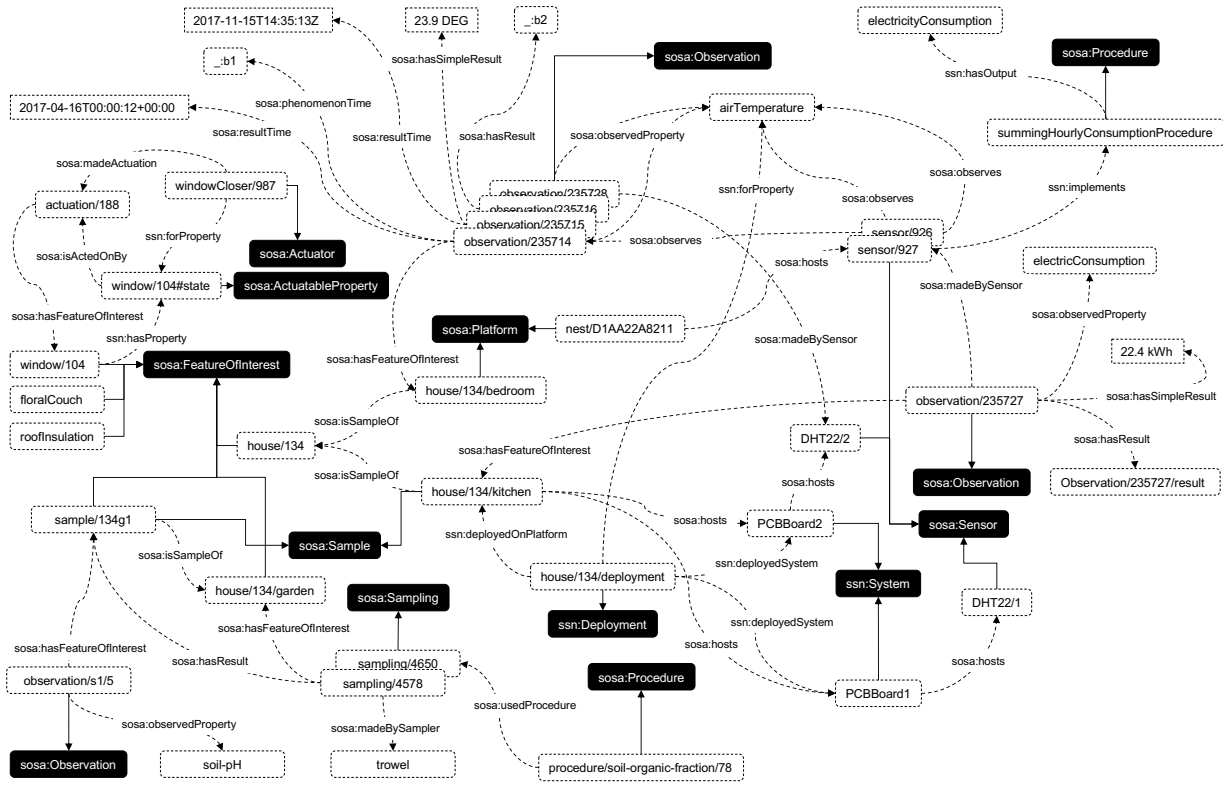 2017-11-15T14:35:13Z
23.9 DEG
_:b2
electricityConsumption
sosa:Observation
sosa:Procedure
_:b1
sosa:hasSimpleResult
ssn:hasOutput
2017-04-16T00:00:12+00:00
sosa:phenomenonTime
airTemperature
sosa:resultTime
sosa:resultTime
sosa:hasResult
sosa:observedProperty
summingHourlyConsumptionProcedure
sosa:madeActuation
windowCloser/987
ssn:forProperty
sosa:observes
ssn:implements
observation/235728
observation/235716
observation/235715
observation/235714
actuation/188
sosa:observes
sensor/926
sensor/927
ssn:forProperty
sosa:observes
sosa:Actuator
sosa:isActedOnBy
sosa:hosts
electricConsumption
window/104#state
sosa:ActuatableProperty
sosa:madeBySensor
sosa:hasFeatureOfInterest
sosa:observedProperty
ssn:hasProperty
sosa:Platform
nest/D1AA22A8211
sosa:madeBySensor
22.4 kWh
window/104
sosa:FeatureOfInterest
sosa:hasFeatureOfInterest
house/134/bedroom
sosa:hasSimpleResult
floralCouch
observation/235727
roofInsulation
sosa:isSampleOf
house/134
DHT22/2
sosa:hasResult
sosa:hasFeatureOfInterest
sosa:isSampleOf
sosa:Observation
Observation/235727/result
house/134/kitchen
sosa:hosts
sample/134g1
sosa:hosts
PCBBoard2
sosa:Sensor
ssn:deployedOnPlatform
sosa:Sample
sosa:isSampleOf
ssn:deployedSystem
house/134/deployment
ssn:System
house/134/garden
sosa:Sampling
DHT22/1
ssn:Deployment
ssn:deployedSystem
sosa:hasFeatureOfInterest
sosa:hasFeatureOfInterest
sosa:hosts
sosa:hasResult
sampling/4650
sosa:hosts
observation/s1/5
sampling/4578
sosa:Procedure
PCBBoard1
sosa:usedProcedure
sosa:observedProperty
sosa:madeBySampler
sosa:Observation
soil-pH
trowel
procedure/soil-organic-fraction/78